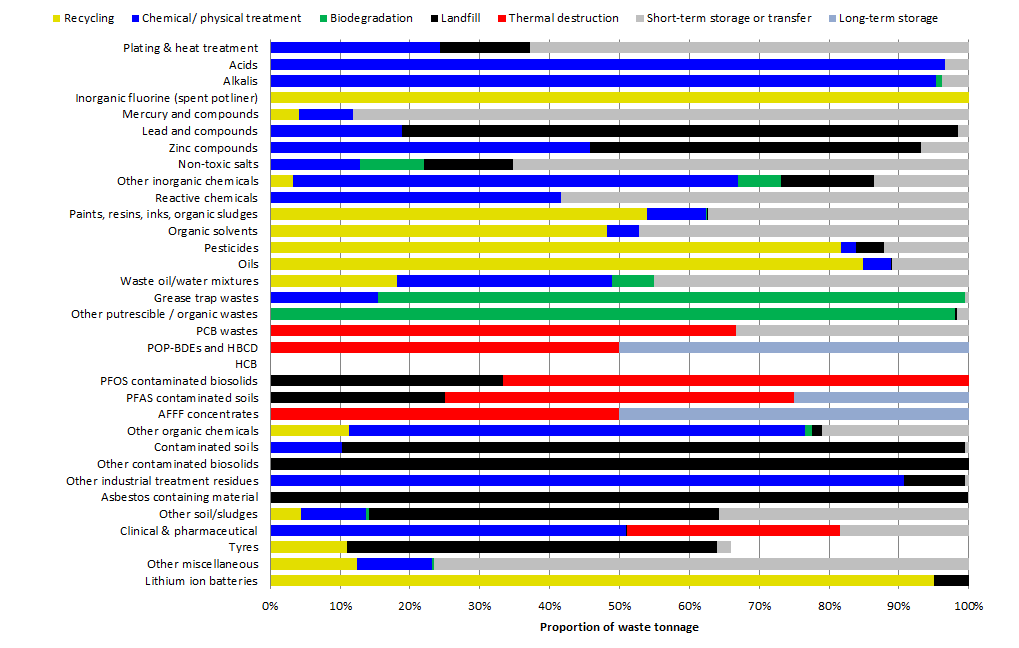 Recycling Chemical/ physical treatment Biodegradation Landfill Thermal destruction Short-term storage or transfer Long-term storage
Plating & heat treatment
Acids
Alkalis
Inorganic fluorine (spent potliner)
Mercury and compounds
Lead and compounds
Zinc compounds
Non-toxic salts
Other inorganic chemicals
Reactive chemicals
Paints, resins, inks, organic sludges
Organic solvents
Pesticides
Oils
Waste oil/water mixtures
Grease trap wastes
Other putrescible / organic wastes
PCB wastes
POP-BDEs and HBCD
HCB
PFOS contaminated biosolids
PFAS contaminated soils
AFFF concentrates
Other organic chemicals
Contaminated soils
Other contaminated biosolids
Other industrial treatment residues
Asbestos containing material
Other soil/sludges
Clinical & pharmaceutical
Tyres
Other miscellaneous
Lithium ion batteries
0% 10% 20% 30% 40% 50% 60% 70% 80% 90% 100%
Proportion of waste tonnage